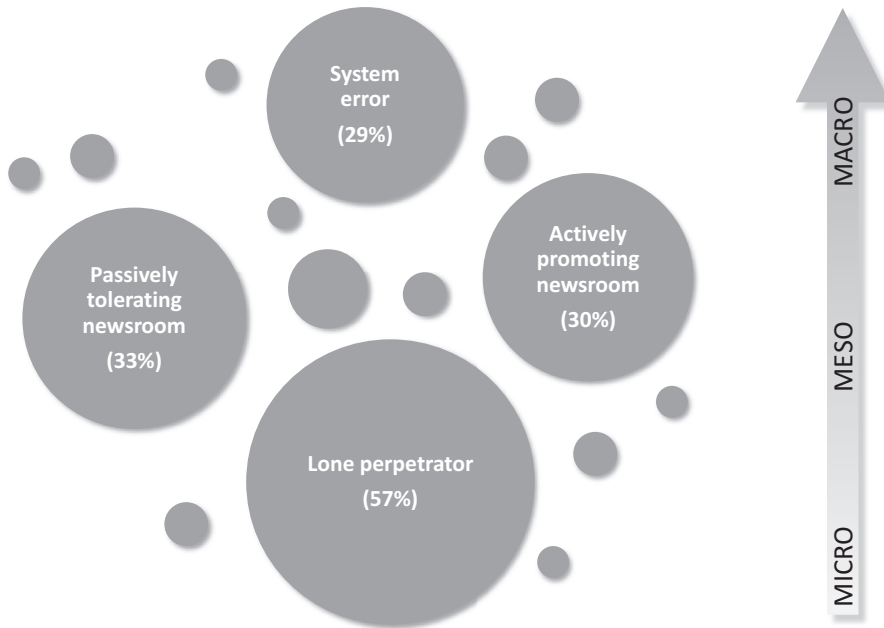 System
error
(29%)
Actively
promoting
newsroom
(30%)
Passively
tolerating
newsroom
(33%)
Lone perpetrator
(57%)
MACRO
MESO
MICRO